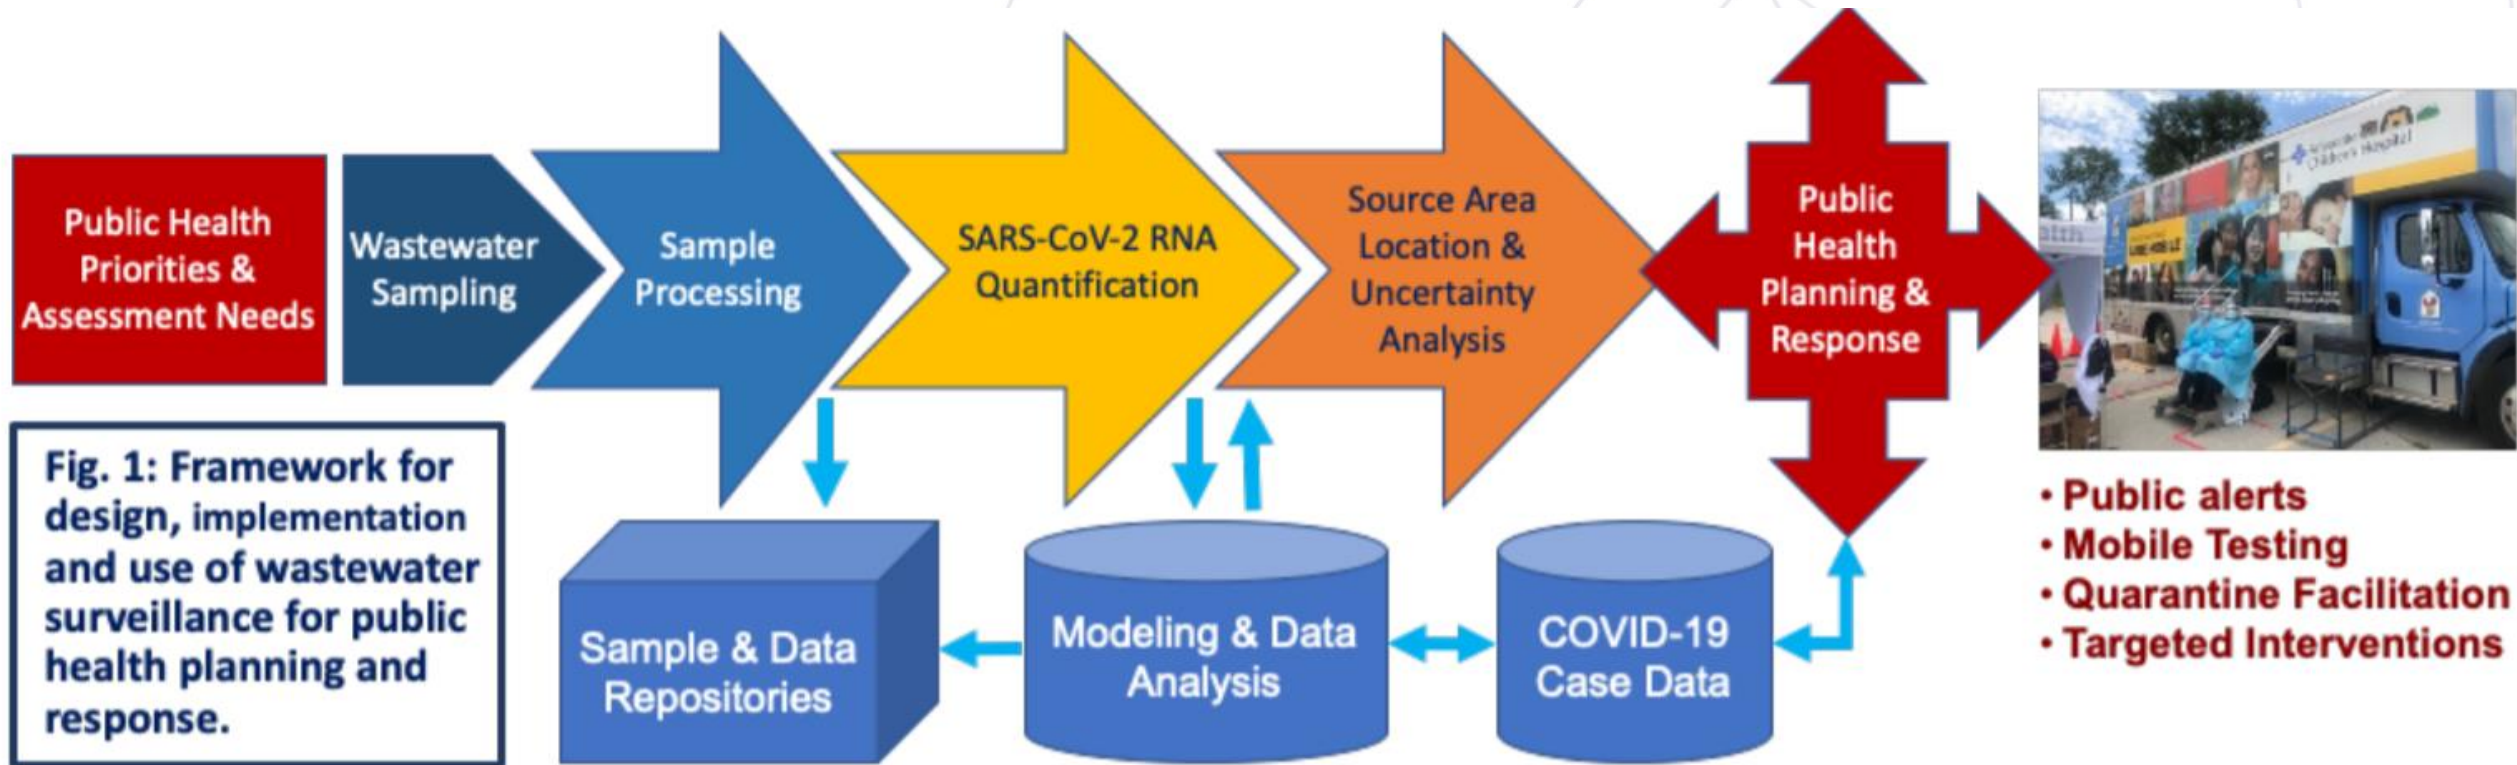 Public Health
Priorities &
Assessment Needs
Wastewater
Sampling
Sample
Processing
SARS-CoV-2 RNA
Quantification
Source Area
Location &
Uncertainty
Analysis
Public
Health
Planning &
Response
Children's Hospital
Fig. 1: Framework for
design, implementation
and use of wastewater
surveillance for public
health planning and
response.
Sample & Data
Repositories
Modeling & Data
Analysis
COVID-19
Case Data
• Public alerts
• Mobile Testing
• Quarantine Facilitation
• Targeted Interventions